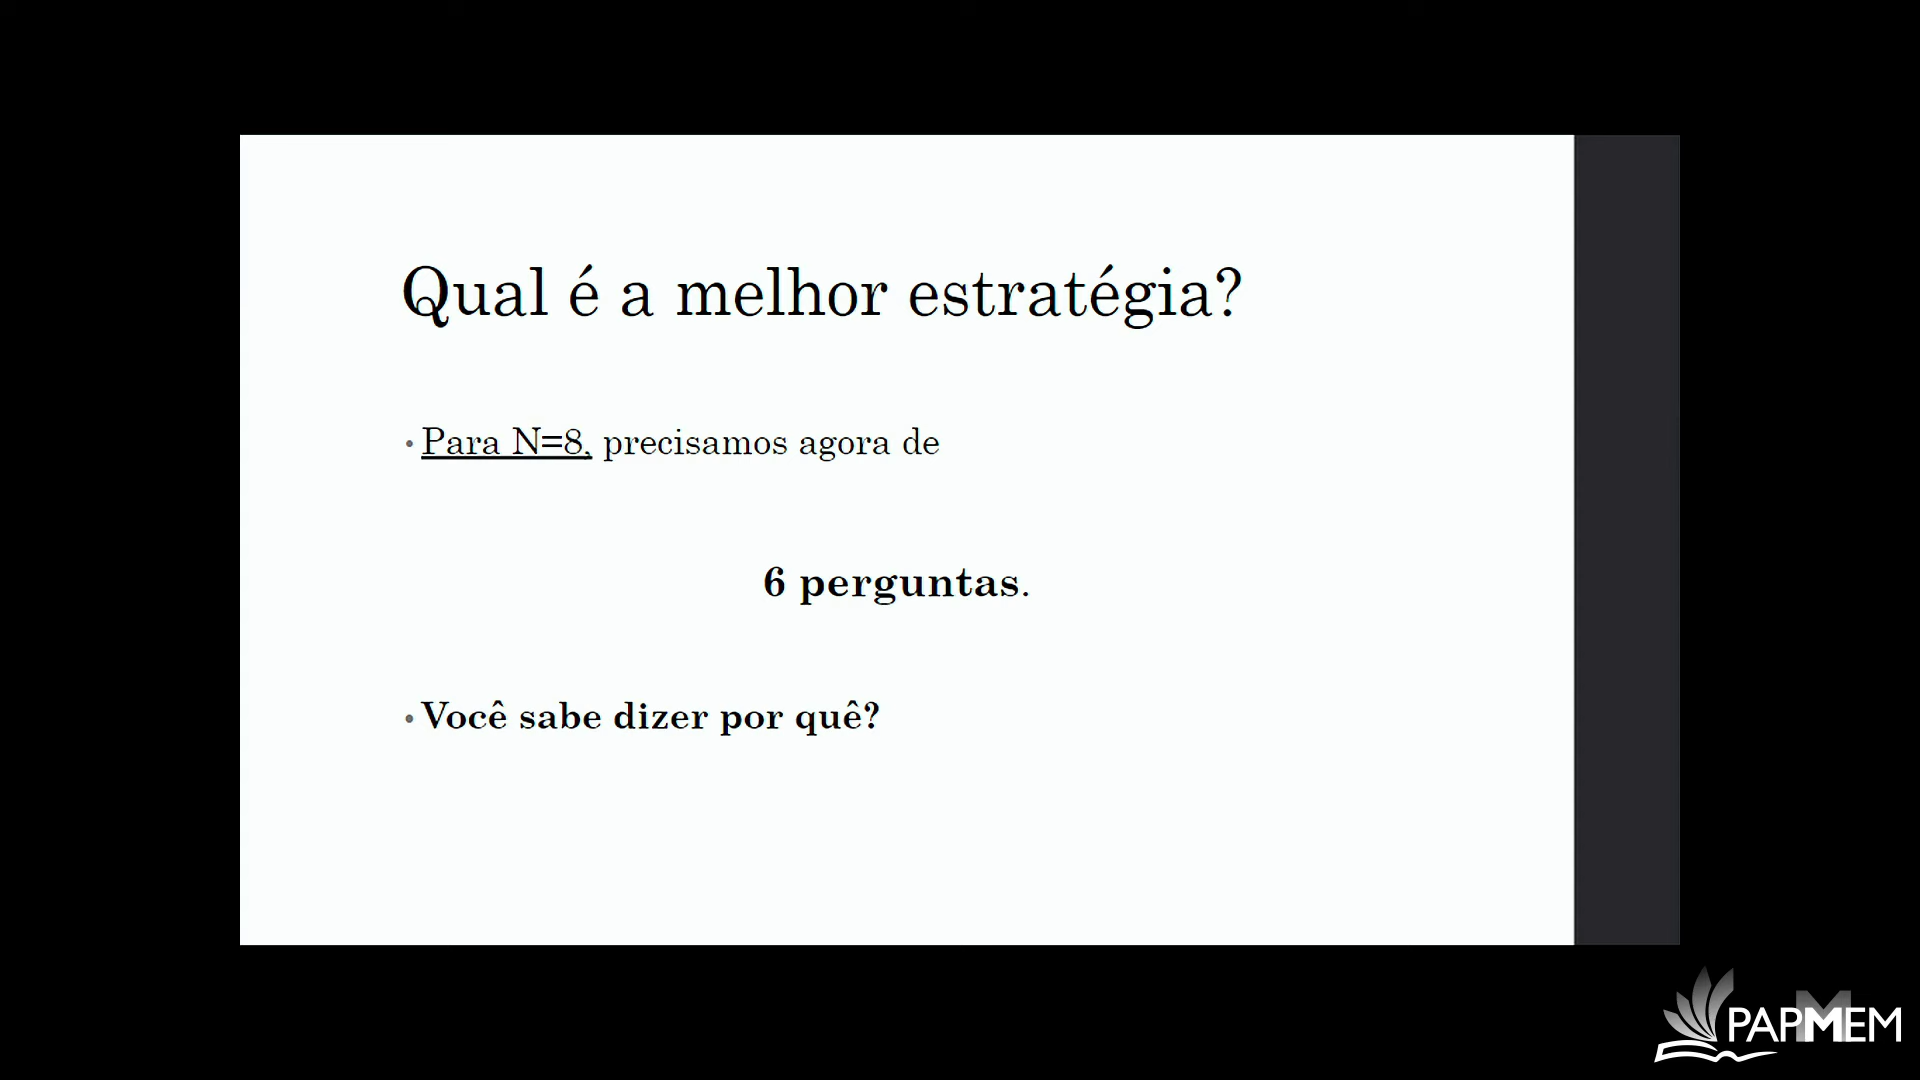 Qual é a melhor estratégia?
• Para N=8, precisamos agora de
6 perguntas.
• Você sabe dizer por quê?
PAPMEM